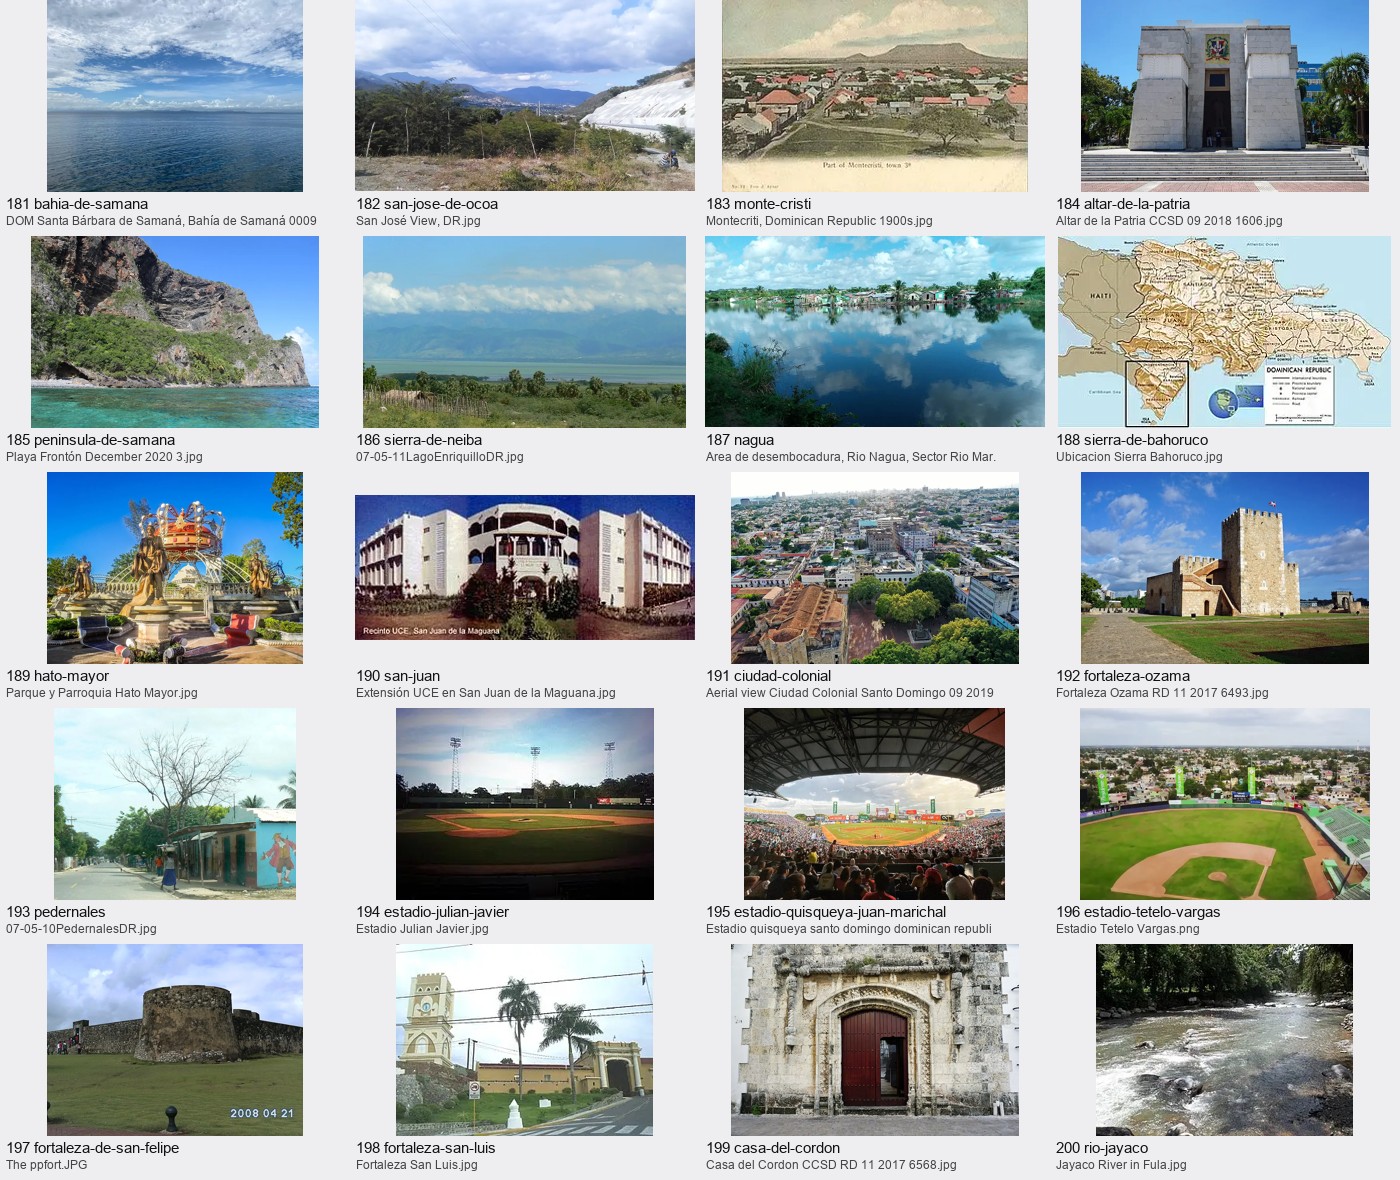 Part of Montecristi, town 3ª
181 bahia-de-samana
DOM Santa Bárbara de Samaná, Bahía de Samaná 0009
182 san-jose-de-ocoa
San José View, DR.jpg
183 monte-cristi
Montecriti, Dominican Republic 1900s.jpg
184 altar-de-la-patria
Altar de la Patria CCSD 09 2018 1606.jpg
HAITI
SANTIAGO
DOMINICAN REPUBLIC
185 peninsula-de-samana
Playa Frontón December 2020 3.jpg
186 sierra-de-neiba
07-05-11LagoEnriquilloDR.jpg
187 nagua
Area de desembocadura, Rio Nagua, Sector Rio Mar.
188 sierra-de-bahoruco
Ubicacion Sierra Bahoruco.jpg
Recinto UCE. San Juan de la Maguana
189 hato-mayor
Parque y Parroquia Hato Mayor.jpg
190 san-juan
Extensión UCE en San Juan de la Maguana.jpg
191 ciudad-colonial
Aerial view Ciudad Colonial Santo Domingo 09 2019
192 fortaleza-ozama
Fortaleza Ozama RD 11 2017 6493.jpg
193 pedernales
07-05-10PedernalesDR.jpg
194 estadio-julian-javier
Estadio Julian Javier.jpg
195 estadio-quisqueya-juan-marichal
Estadio quisqueya santo domingo dominican republi
196 estadio-tetelo-vargas
Estadio Tetelo Vargas.png
2008 04 21
197 fortaleza-de-san-felipe
The ppfort.JPG
198 fortaleza-san-luis
Fortaleza San Luis.jpg
199 casa-del-cordon
Casa del Cordon CCSD RD 11 2017 6568.jpg
200 rio-jayaco
Jayaco River in Fula.jpg